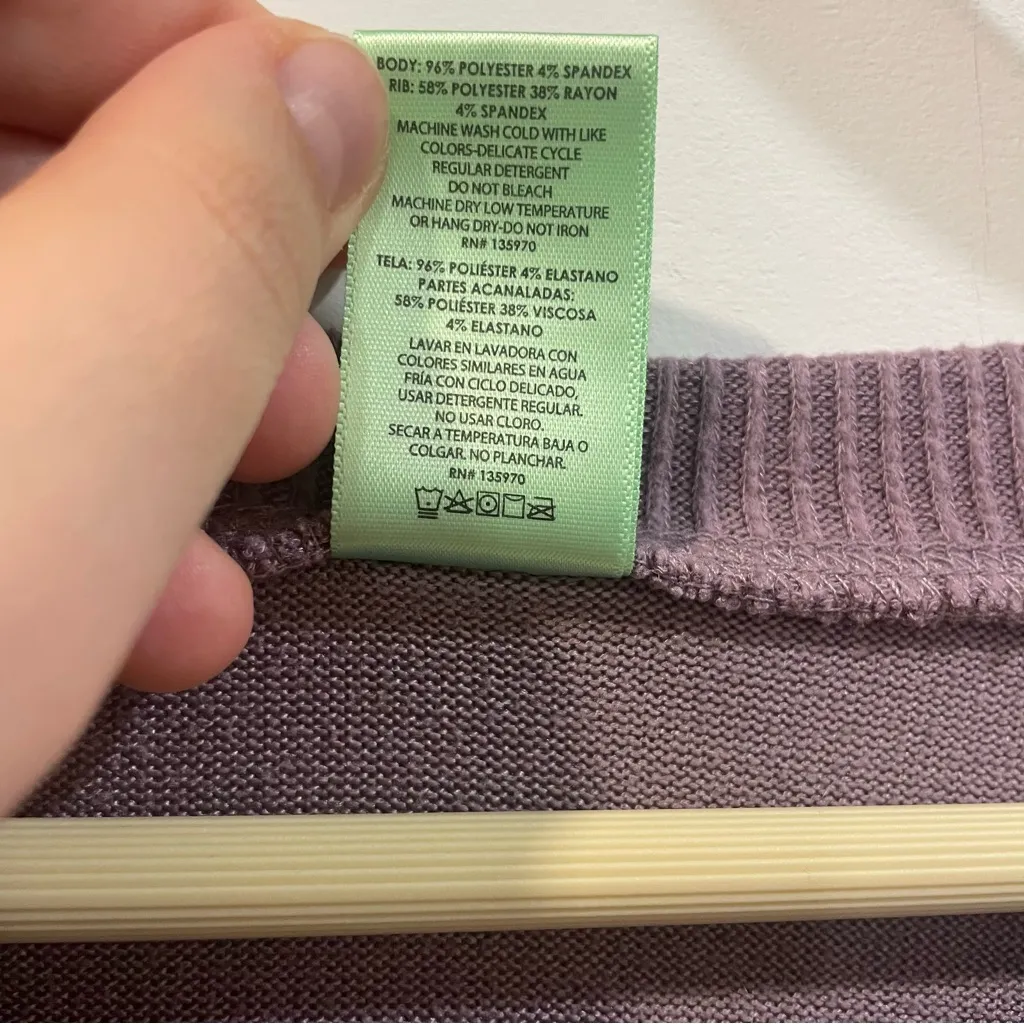 BODY: 96% POLYESTER 4% SPANDEX
RIB: 58% POLYESTER 38% RAYON
4% SPANDEX
MACHINE WASH COLD WITH LIKE
COLORS-DELICATE CYCLE
REGULAR DETERGENT
DO NOT BLEACH
MACHINE DRY LOW TEMPERATURE
OR HANG DRY-DO NOT IRON
RN# 135970
TELA: 96% POLIÉSTER 4% ELASTANO
PARTES ACANALADAS:
58% POLIÉSTER 38% VISCOSA
4% ELASTANO
LAVAR EN LAVADORA CON
COLORES SIMILARES EN AGUA
FRÍA CON CICLO DELICADO,
USAR DETERGENTE REGULAR.
NO USAR CLORO.
SECAR A TEMPERATURA BAJA O
COLGAR. NO PLANCHAR.
RN# 135970